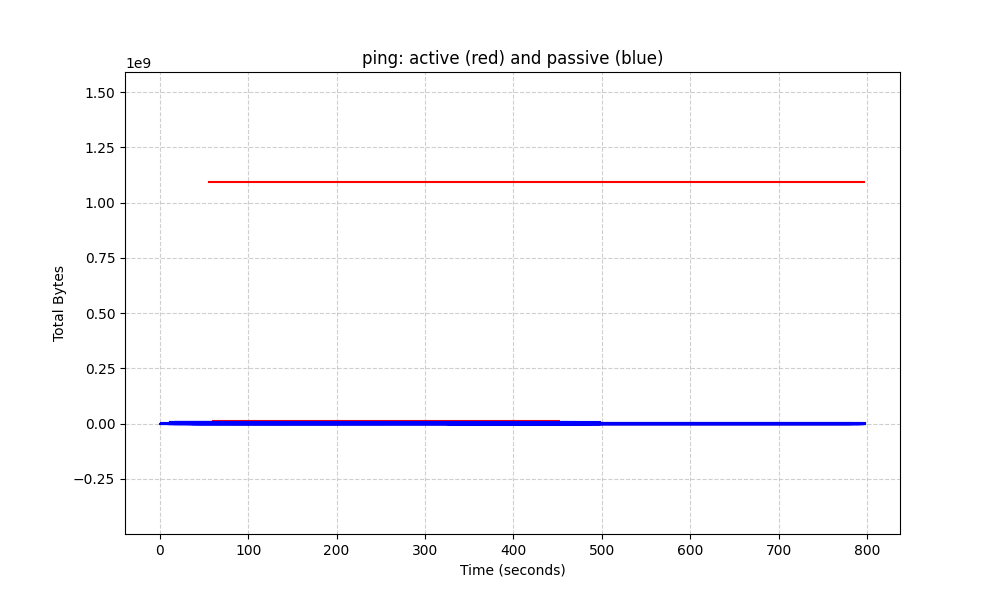 ping: active (red) and passive (blue)
1e9
1.50
1.25
1.00
0.75
0.50
0.25
0.00
−0.25
Total Bytes
0 100 200 300 400 500 600 700 800
Time (seconds)